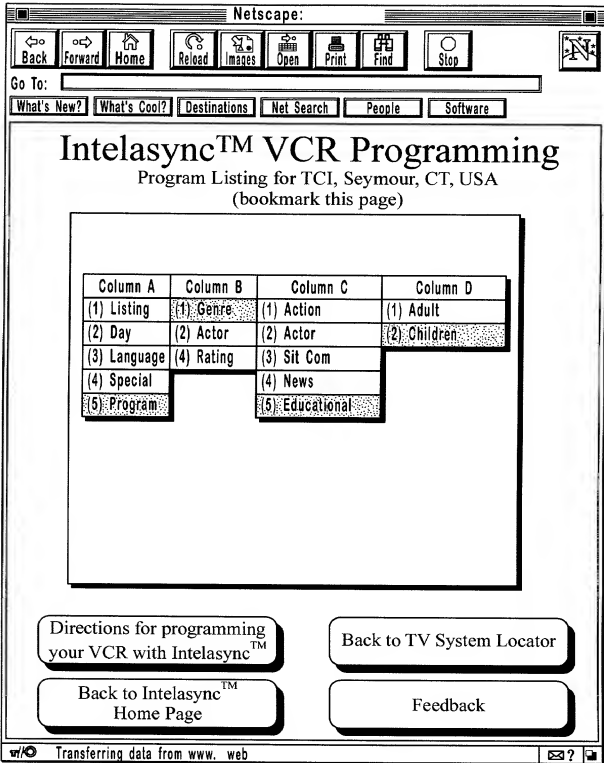 Netscape:
Back Forward Home Reload Images Open Print Find Stop N
Go To:
What's New? What's Cool? Destinations Net Search People Software
Intelasync™ VCR Programming
Program Listing for TCI, Seymour, CT, USA
(bookmark this page)
Column A Column B Column C Column D
(1) Listing (1) Genre (1) Action (1) Adult
(2) Day (2) Actor (2) Actor (2) Children
(3) Language (4) Rating (3) Sit Com
(4) Special (4) News
(5) Program (5) Educational
Directions for programming
your VCR with Intelasync™
Back to TV System Locator
Back to Intelasync™
Home Page
Feedback
Transferring data from www. web
?